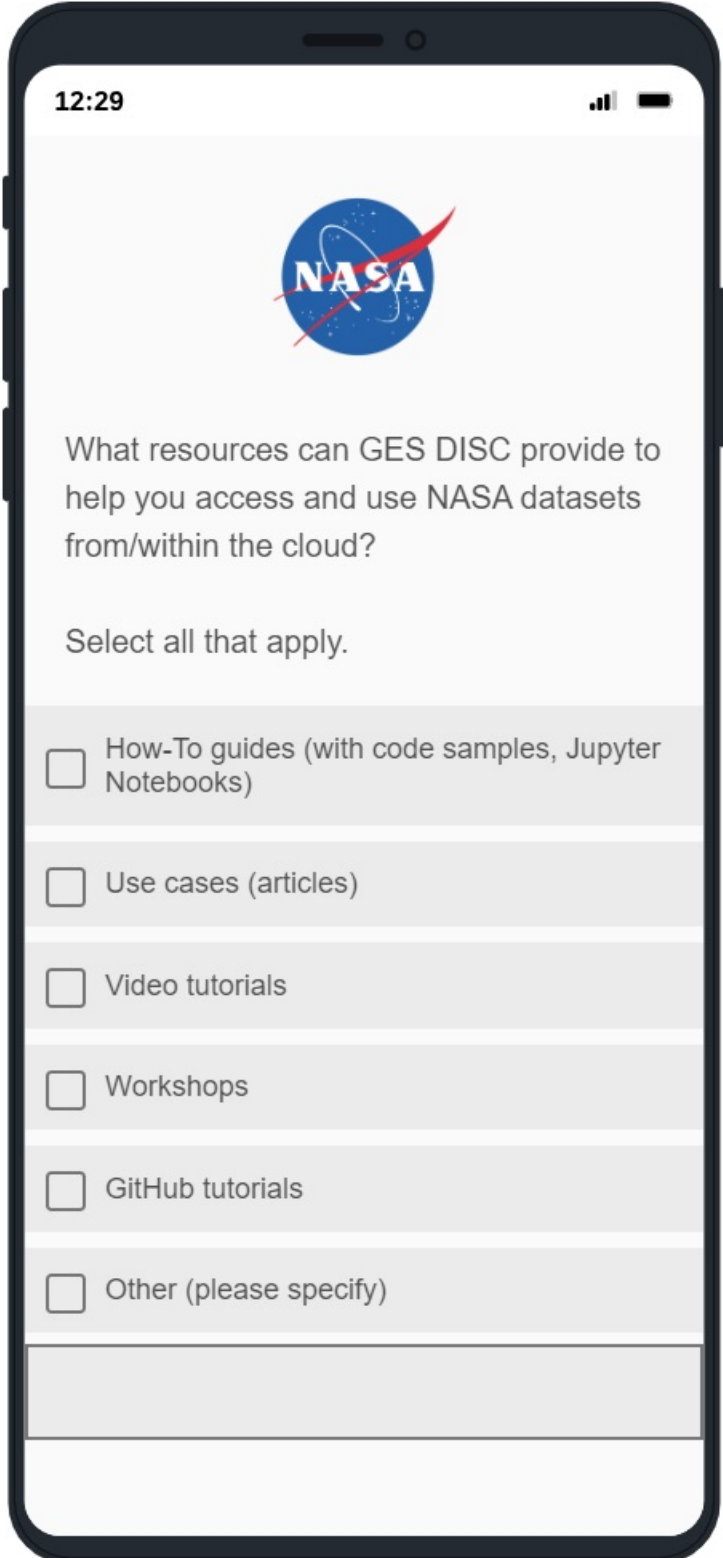 12:29
NASA
What resources can GES DISC provide to
help you access and use NASA datasets
from/within the cloud?
Select all that apply.
How-To guides (with code samples, Jupyter
Notebooks)
Use cases (articles)
Video tutorials
Workshops
GitHub tutorials
Other (please specify)